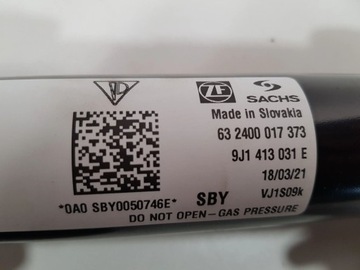 ZF SACHS
Made in Slovakia
63 2400 017 373
9J1 413 031 E
18/03/21
*0A0 SBY0050746E* SBY VJ1S09k
DO NOT OPEN-GAS PRESSURE